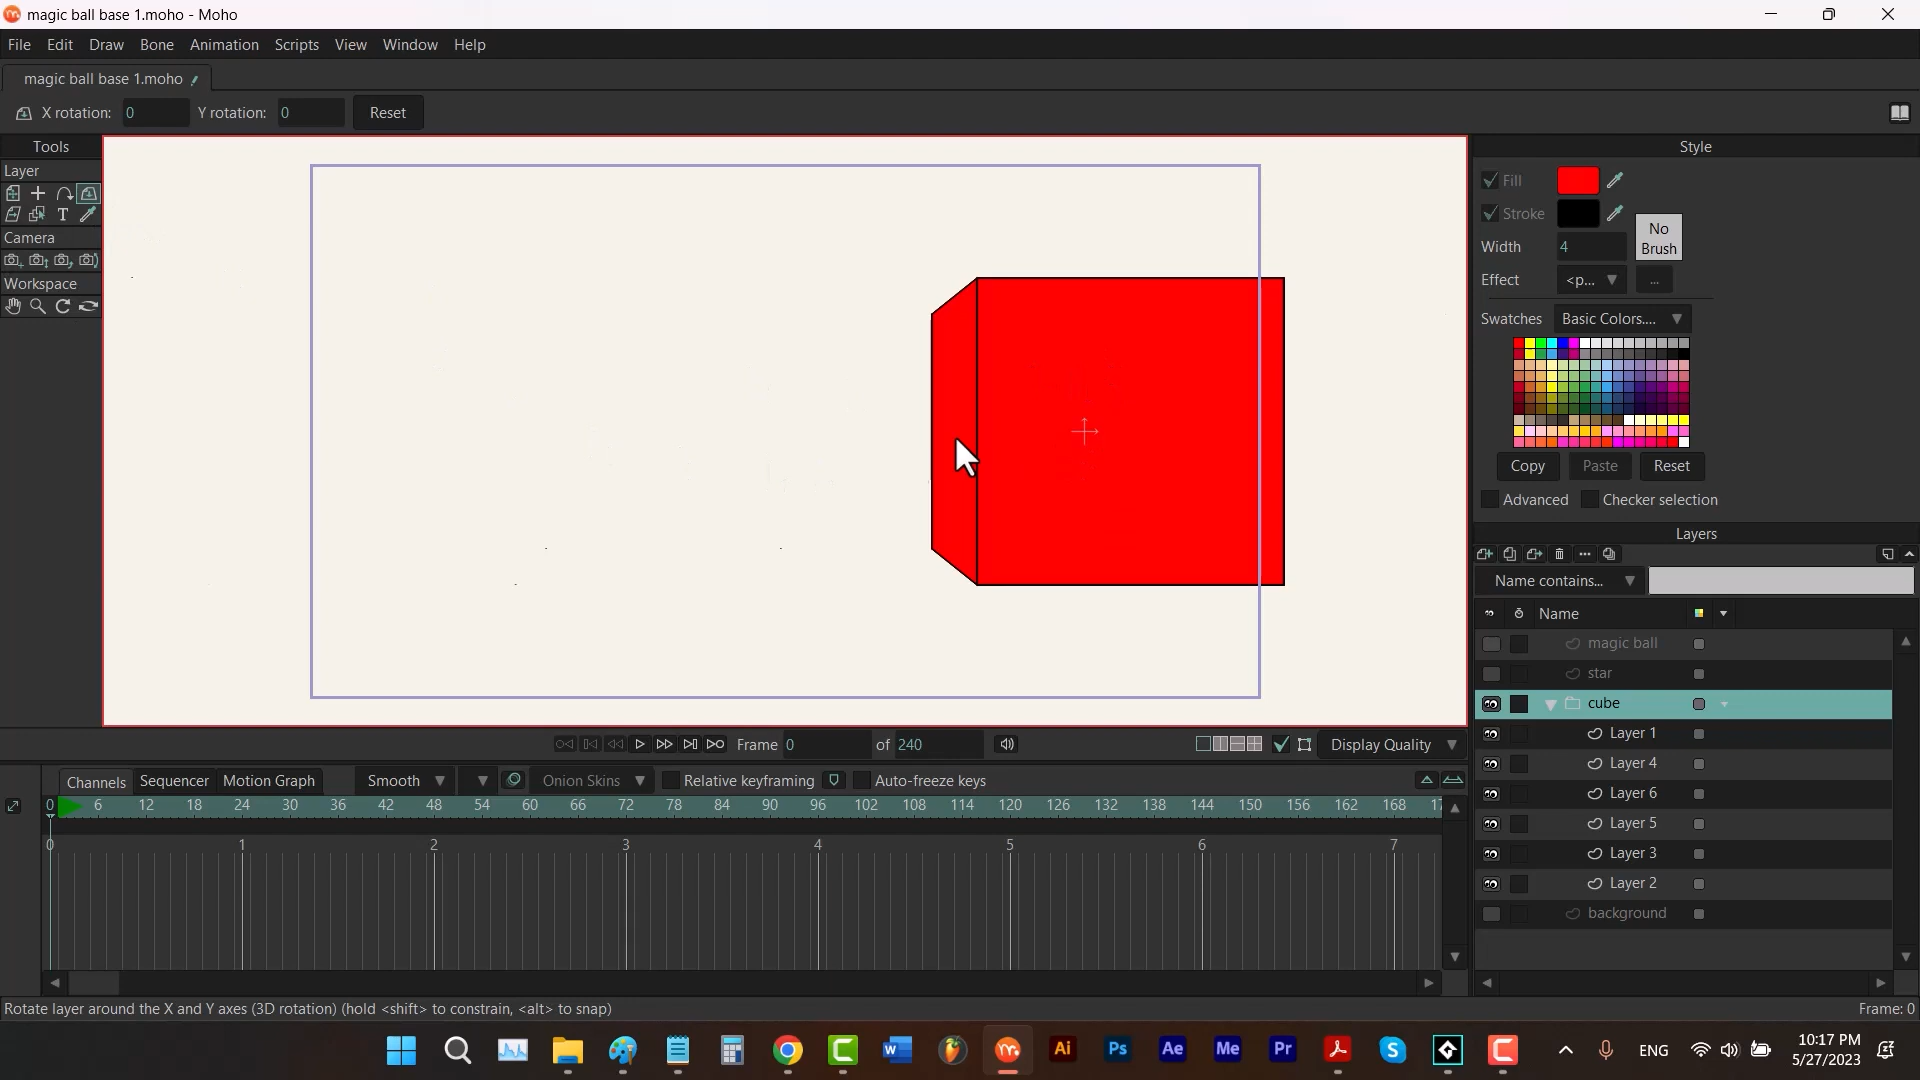 magic ball base 1.moho - Moho
File Edit Draw Bone Animation Scripts View Window Help
magic ball base 1.moho
X rotation: 0 Y rotation: 0 Reset
Tools
Layer
T
Camera
Workspace
Style
Fill
Stroke
No Brush
Width 4
Effect <p... ...
Swatches Basic Colors....
Copy Paste Reset
Advanced Checker selection
Layers
Name contains...
Name
magic ball
star
cube
Layer 1
Layer 4
Layer 6
Layer 5
Layer 3
Layer 2
background
Frame 0 of 240 Display Quality
Channels Sequencer Motion Graph Smooth Onion Skins Relative keyframing Auto-freeze keys
0 6 12 18 24 30 36 42 48 54 60 66 72 78 84 90 96 102 108 114 120 126 132 138 144 150 156 162 168 17
0 1 2 3 4 5 6 7
Rotate layer around the X and Y axes (3D rotation) (hold <shift> to constrain, <alt> to snap) Frame: 0
W Ai Ps Ae Me Pr S C ENG 10:17 PM
5/27/2023